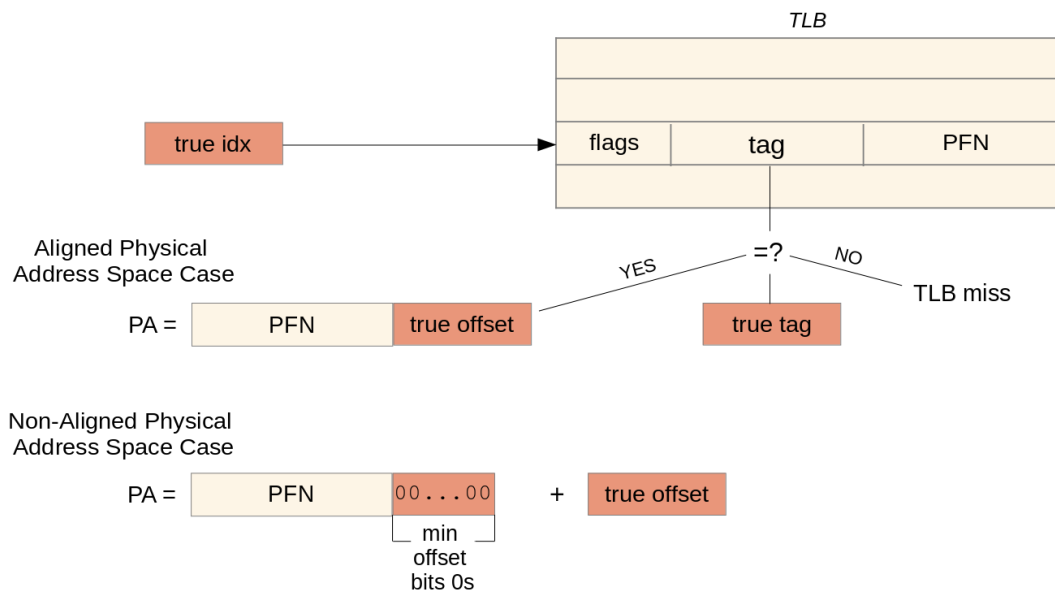 TLB
true idx
flags
tag
PFN
Aligned Physical
Address Space Case
=?
YES
NO
TLB miss
PA =
PFN
true offset
true tag
Non-Aligned Physical
Address Space Case
PA =
PFN
00...00
+
true offset
min
offset
bits 0s